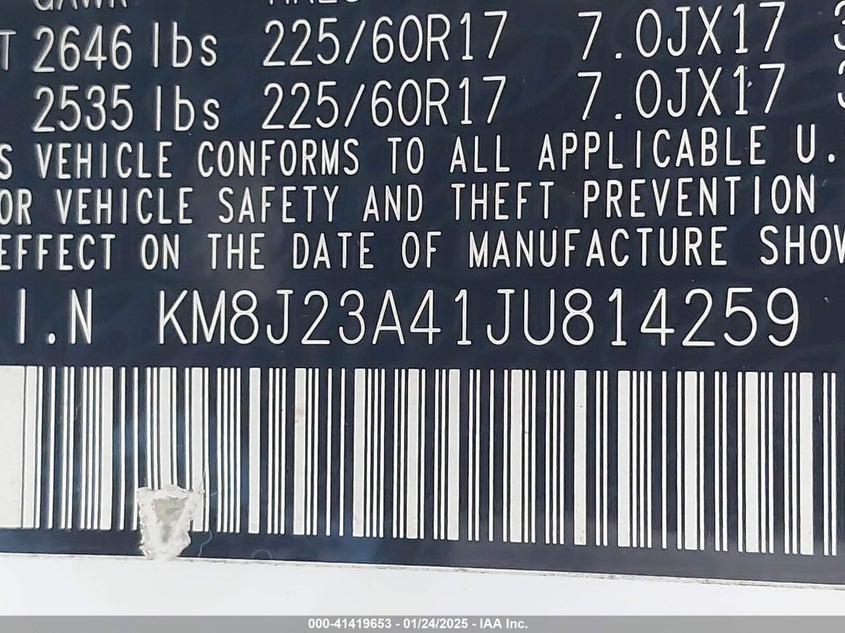 GAWR TIRES
T 2646 lbs 225/60R17 7.0JX17
2535 lbs 225/60R17 7.0JX17
S VEHICLE CONFORMS TO ALL APPLICABLE U.
OR VEHICLE SAFETY AND THEFT PREVENTION
EFFECT ON THE DATE OF MANUFACTURE SHOW
I.N KM8J23A41JU814259
000-41419653 - 01/24/2025 - IAA Inc.